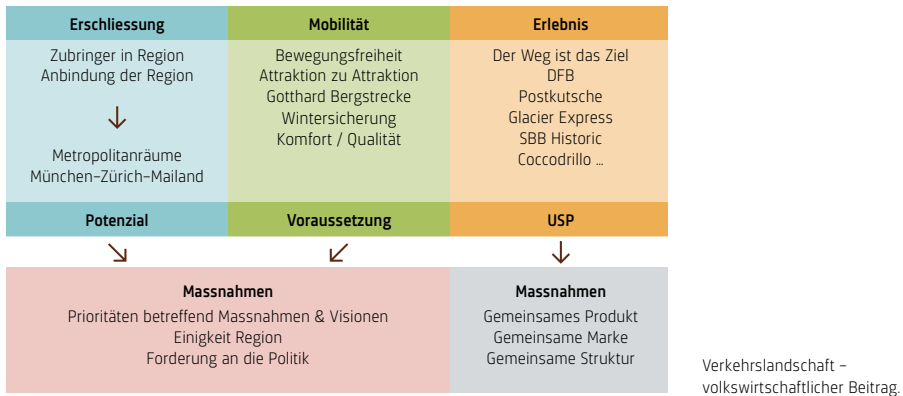 Erschliessung
Zubringer in Region
Anbindung der Region
Metropolitanräume
München–Zürich–Mailand
Potenzial
Mobilität
Bewegungsfreiheit
Attraktion zu Attraktion
Gotthard Bergstrecke
Wintersicherung
Komfort / Qualität
Voraussetzung
Erlebnis
Der Weg ist das Ziel
DFB
Postkutsche
Glacier Express
SBB Historic
Coccodrillo …
USP
Massnahmen
Prioritäten betreffend Massnahmen & Visionen
Einigkeit Region
Forderung an die Politik
Massnahmen
Gemeinsames Produkt
Gemeinsame Marke
Gemeinsame Struktur
Verkehrslandschaft –
volkswirtschaftlicher Beitrag.